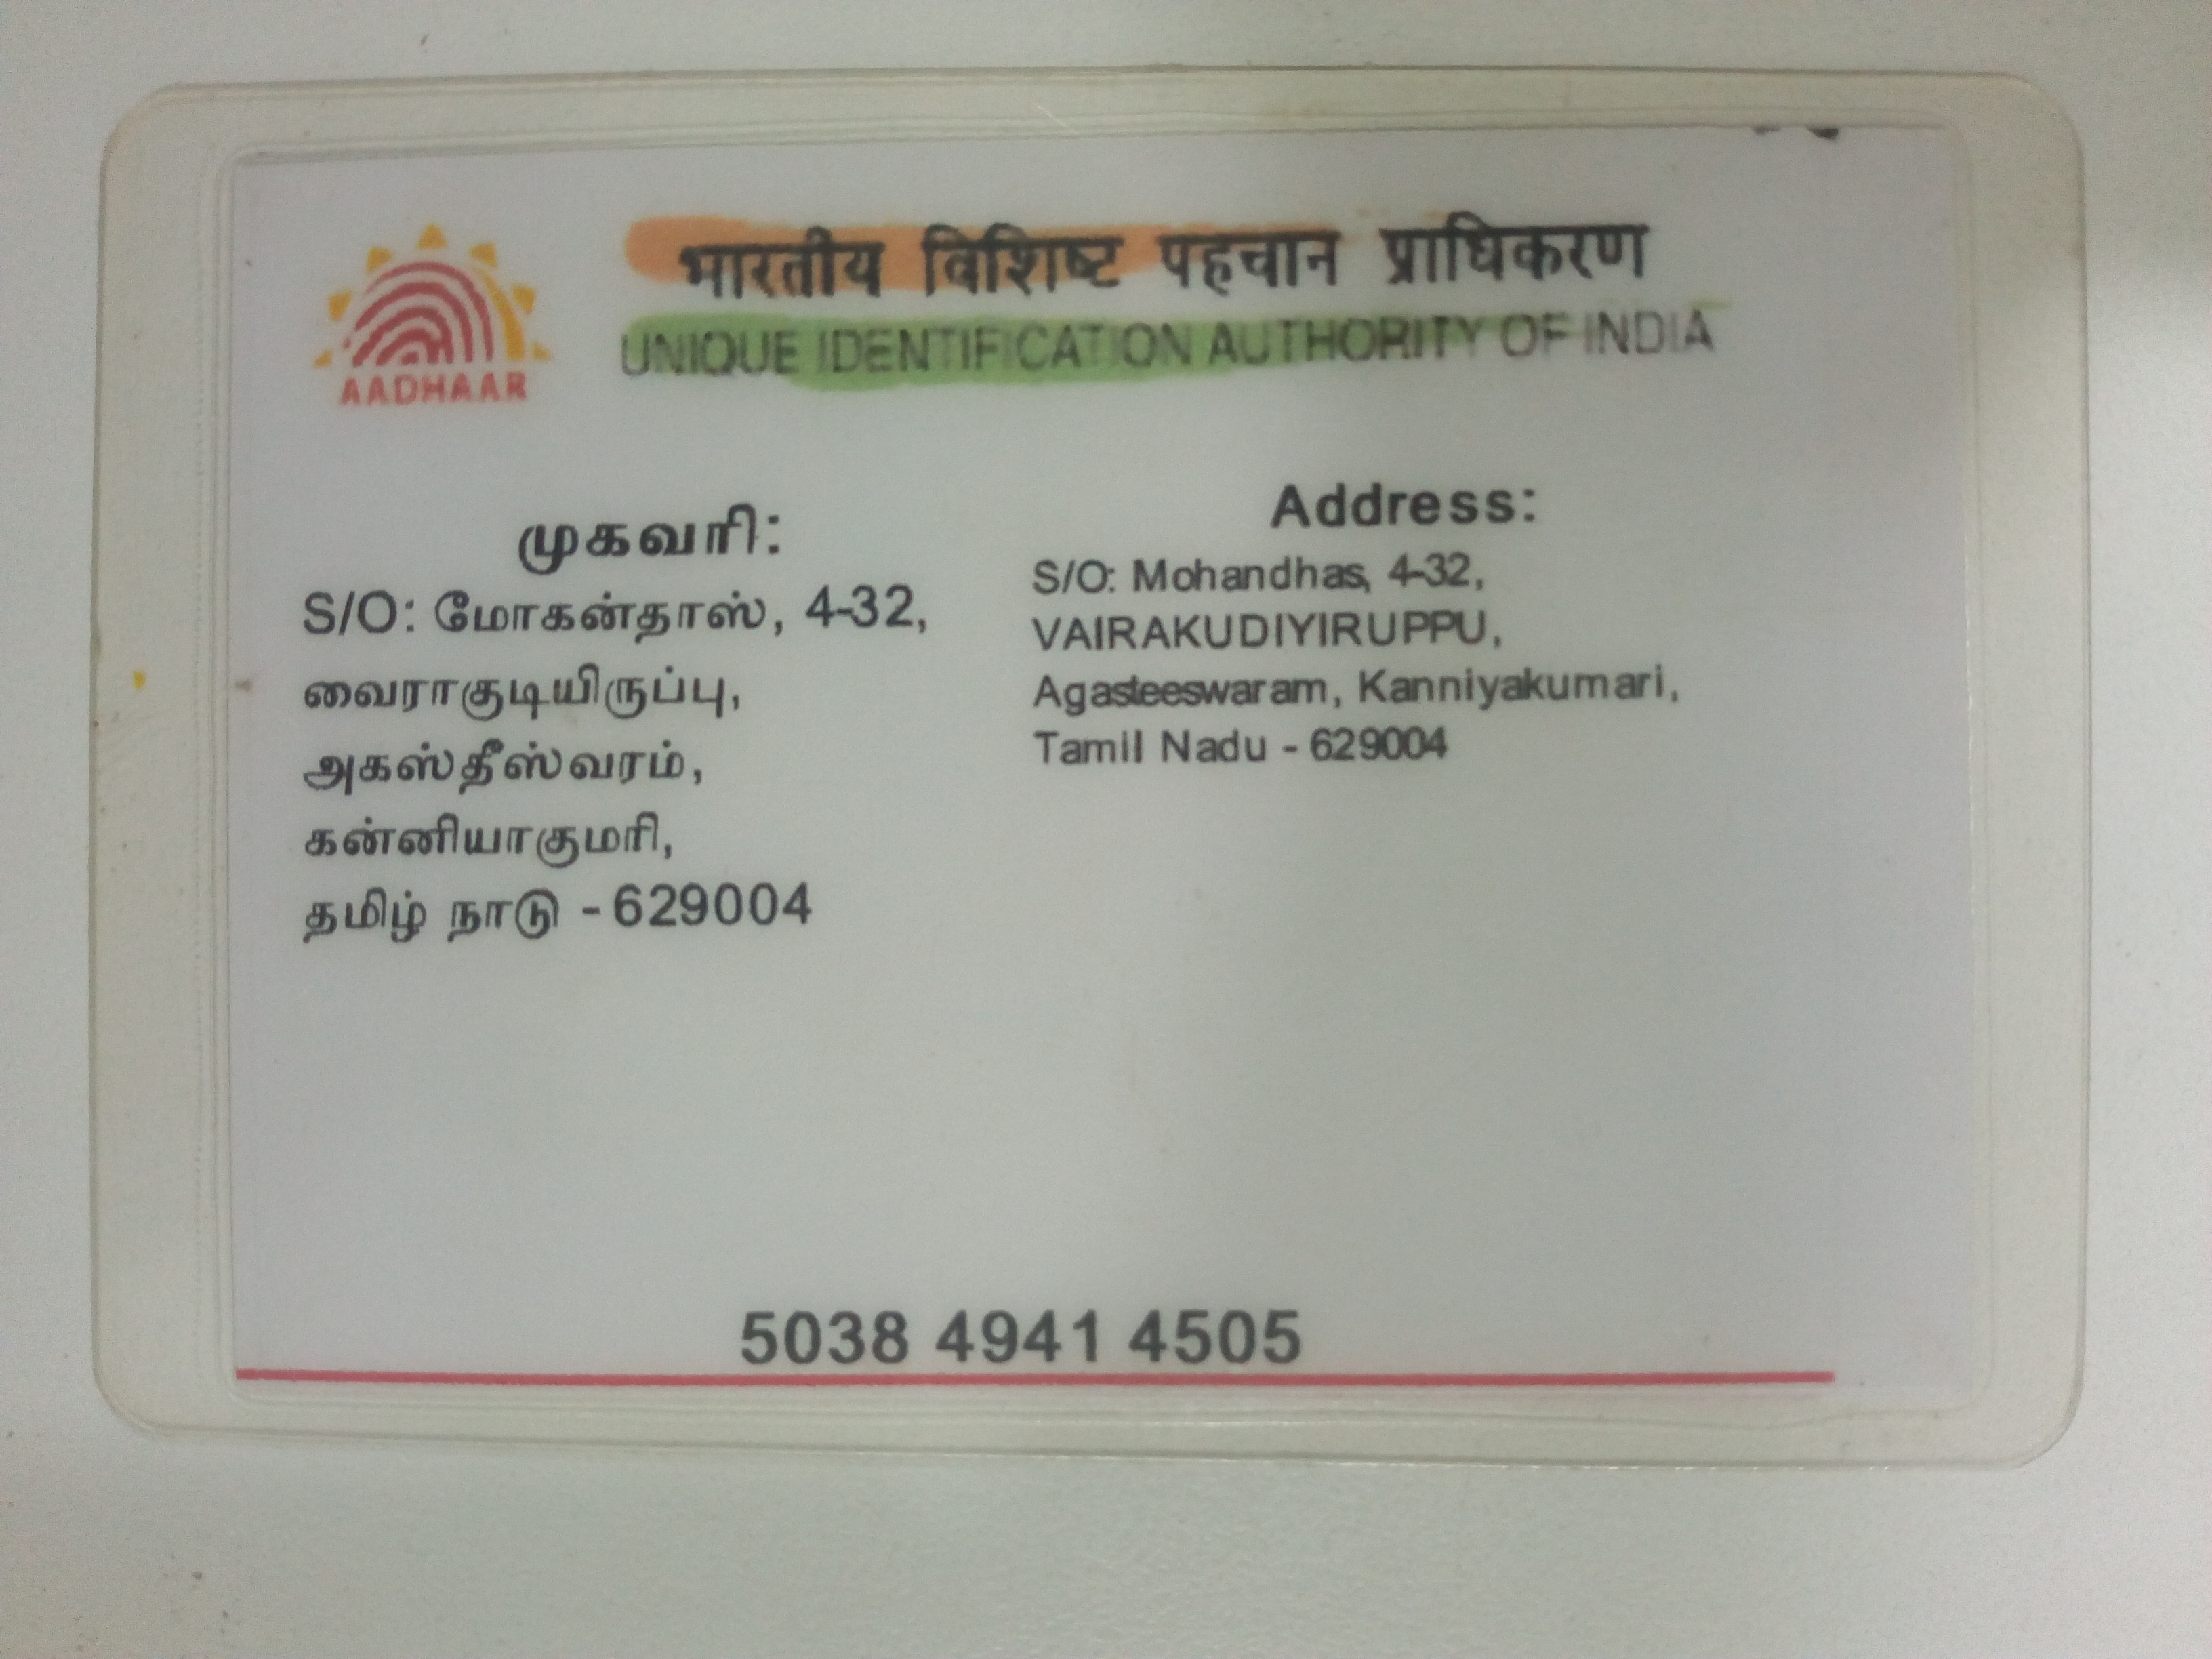 भारतीय विशिष्ट पहचान प्राधिकरण
UNIQUE IDENTIFICATION AUTHORITY OF INDIA
AADHAAR
முகவரி:
S/O: மோகன்தாஸ், 4-32,
வைராகுடியிருப்பு,
அகஸ்தீஸ்வரம்,
கன்னியாகுமரி,
தமிழ் நாடு - 629004
Address:
S/O: Mohandhas, 4-32,
VAIRAKUDIYIRUPPU,
Agasteeswaram, Kanniyakumari,
Tamil Nadu - 629004
5038 4941 4505